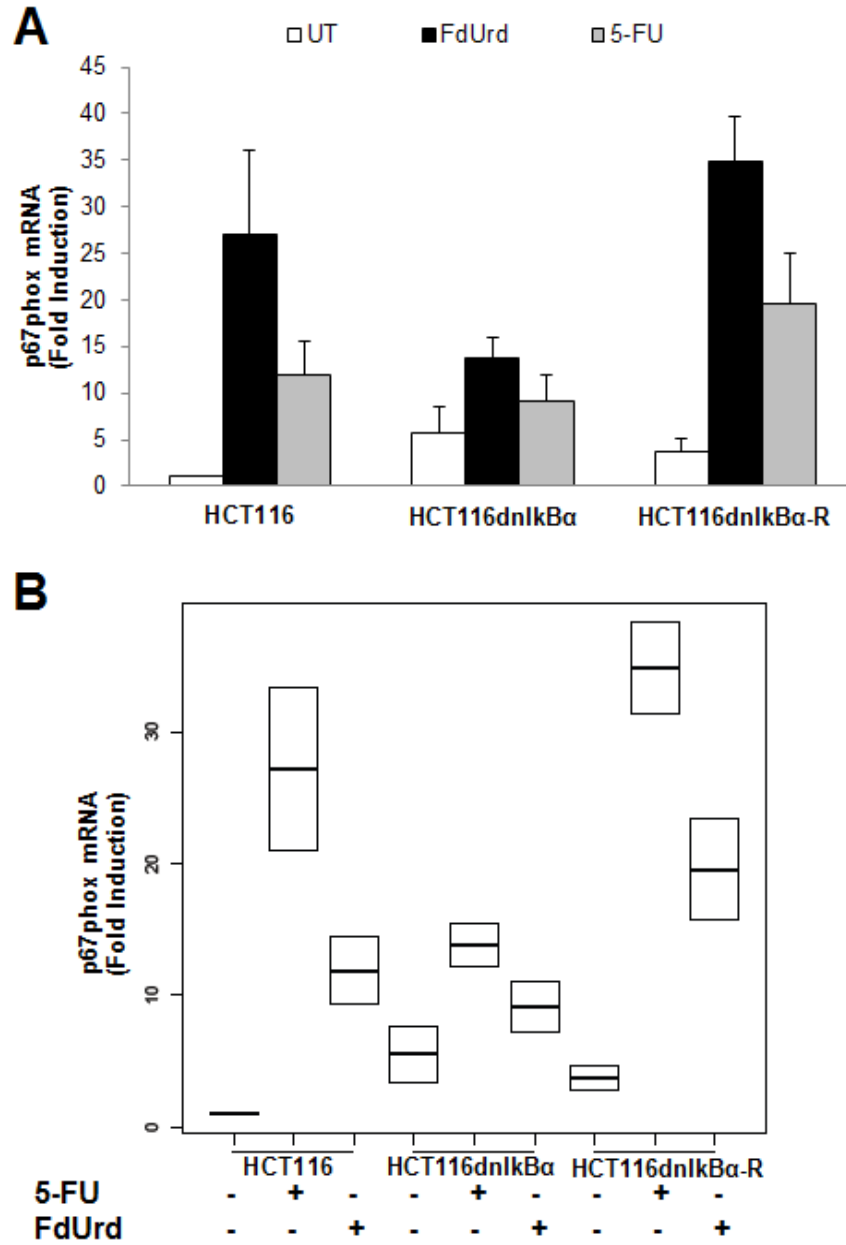 A
UT FdUrd 5-FU
p67phox mRNA
(Fold Induction)
45
40
35
30
25
20
15
10
5
0
HCT116 HCT116dnIkBα HCT116dnIkBα-R
B
p67phox mRNA
(Fold Induction)
30
20
10
0
HCT116 HCT116dnIkBα HCT116dnIkBα-R
5-FU - + - - + - - + -
FdUrd - - + - - + - - +